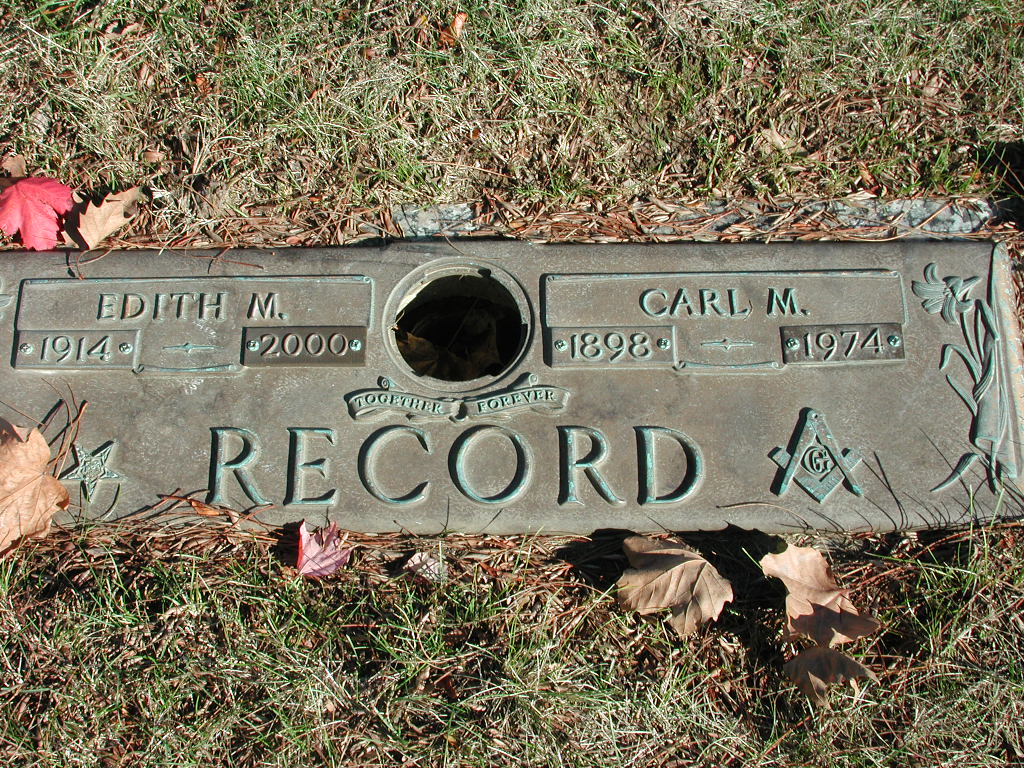 EDITH M.
1914 2000
CARL M.
1898 1974
TOGETHER FOREVER
RECORD
G